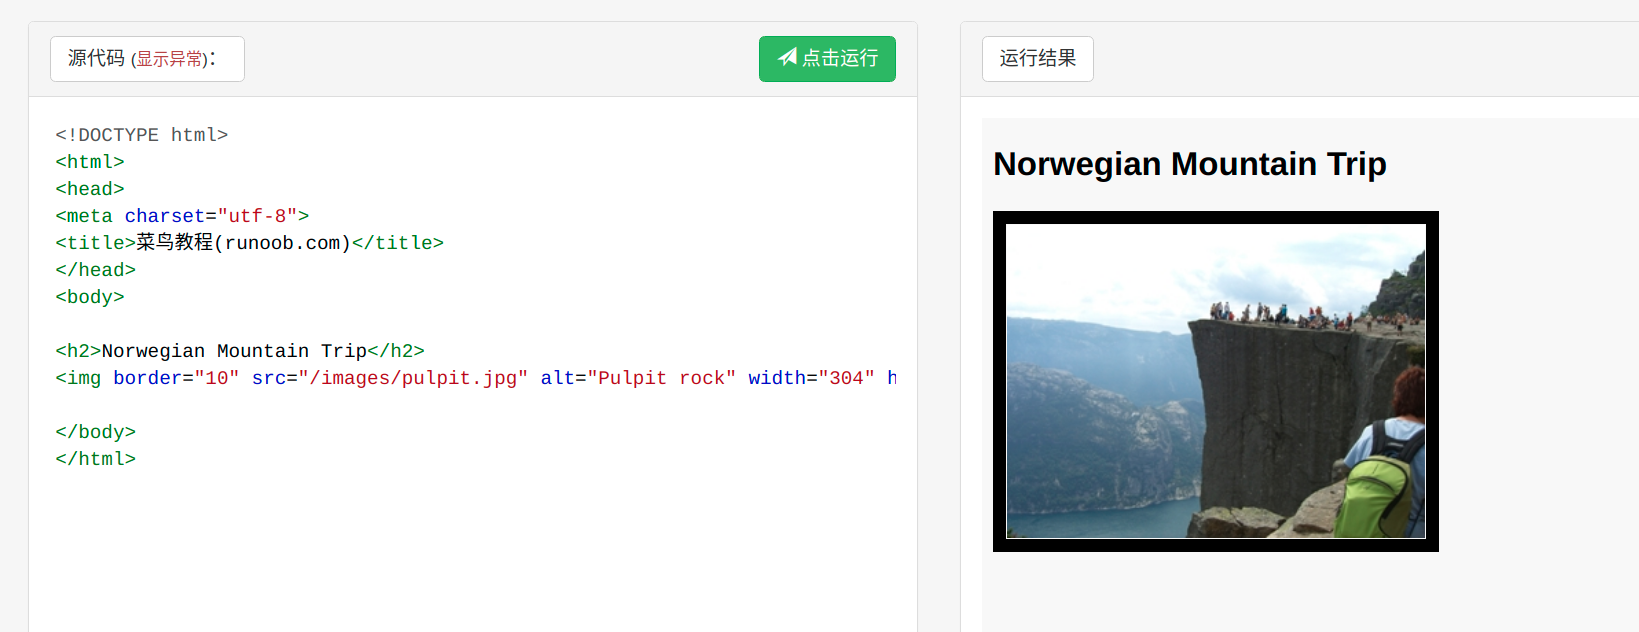 源代码 (显示异常)：
点击运行
<!DOCTYPE html>
<html>
<head>
<meta charset="utf-8">
<title>菜鸟教程(runoob.com)</title>
</head>
<body>
<h2>Norwegian Mountain Trip</h2>
<img border="10" src="/images/pulpit.jpg" alt="Pulpit rock" width="304" h
</body>
</html>
运行结果
Norwegian Mountain Trip